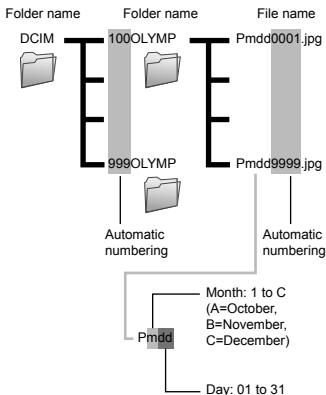 Folder name Folder name File name
DCIM 100OLYMP Pmdd0001.jpg
999OLYMP Pmdd9999.jpg
Automatic
numbering
Automatic
numbering
Month: 1 to C
(A=October,
B=November,
C=December)
Pmdd
Day: 01 to 31